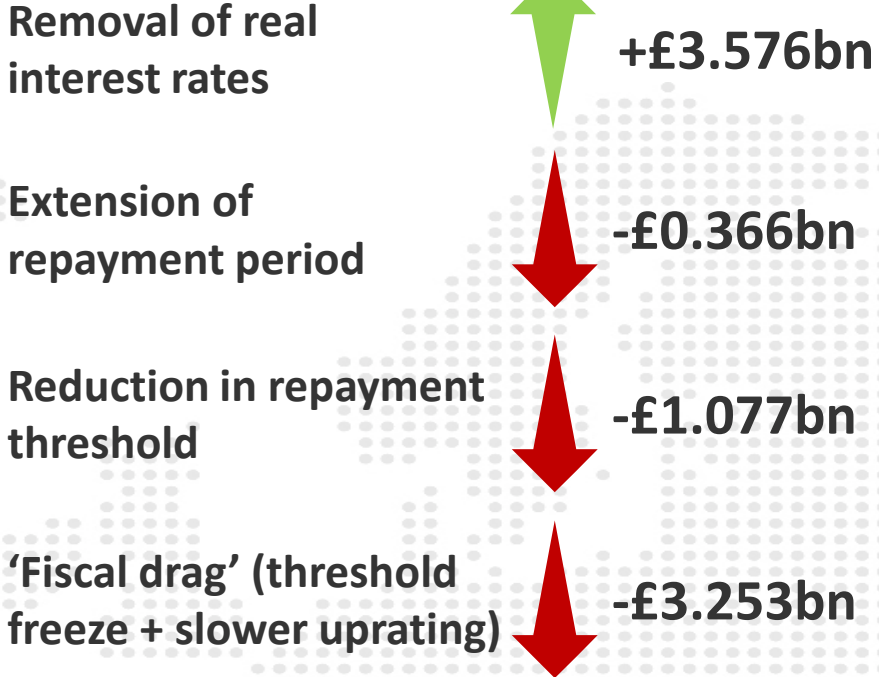 Removal of real
interest rates
+£3.576bn
Extension of
repayment period
-£0.366bn
Reduction in repayment
threshold
-£1.077bn
‘Fiscal drag’ (threshold
freeze + slower uprating)
-£3.253bn